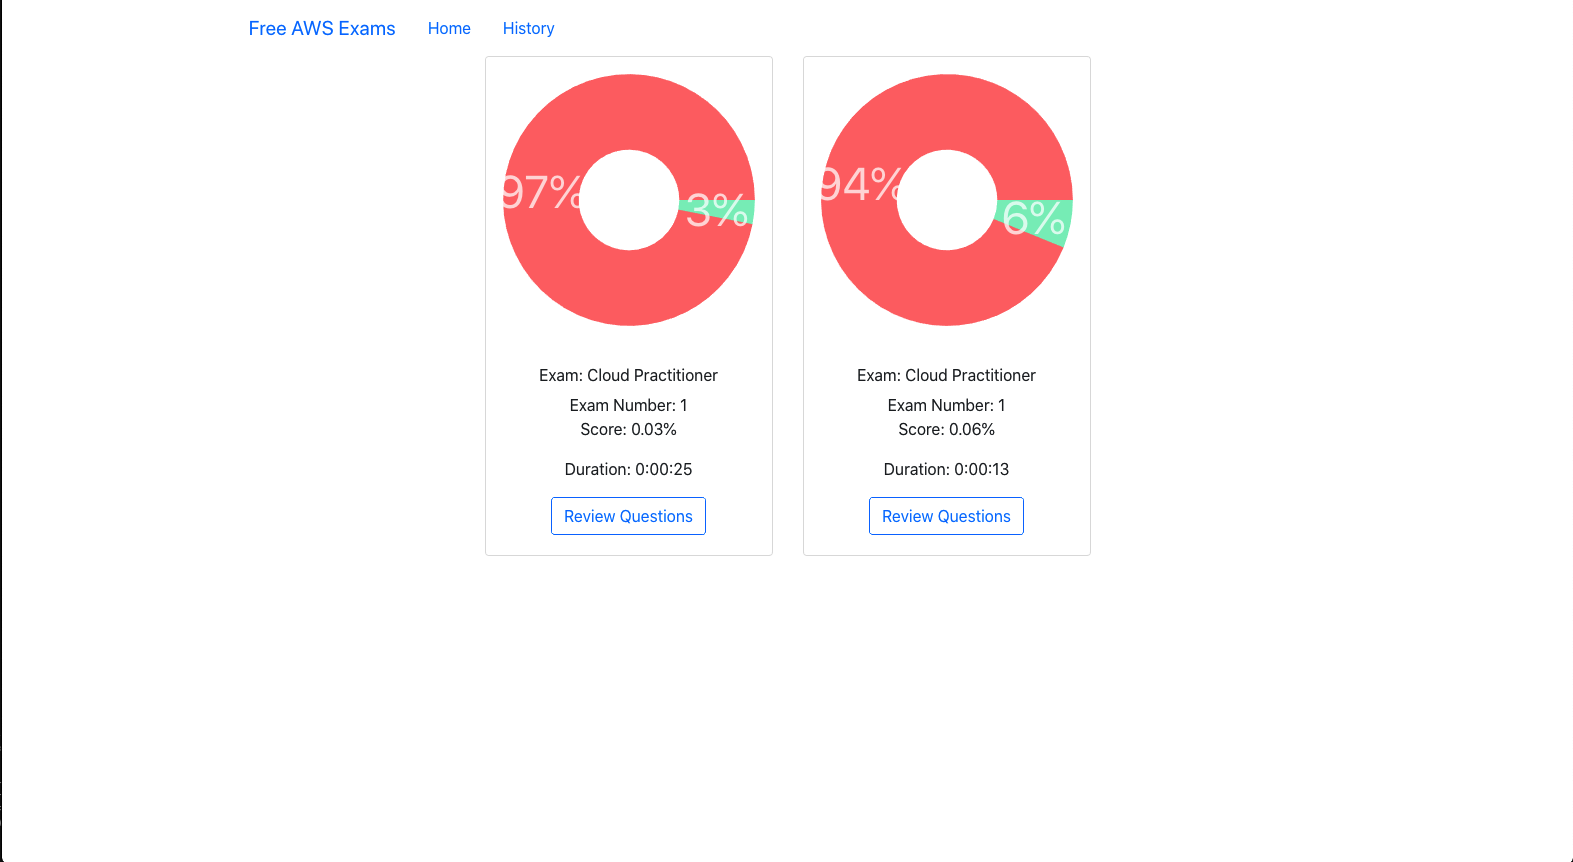 Free AWS Exams Home History
97% 3%
Exam: Cloud Practitioner
Exam Number: 1
Score: 0.03%
Duration: 0:00:25
Review Questions
94% 6%
Exam: Cloud Practitioner
Exam Number: 1
Score: 0.06%
Duration: 0:00:13
Review Questions